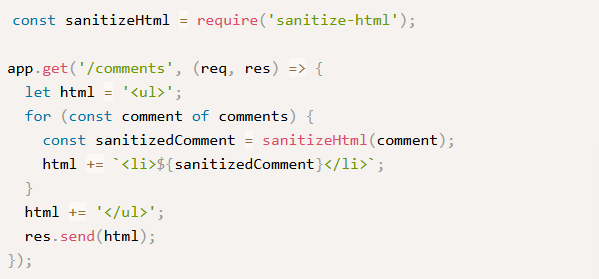 const sanitizeHtml = require('sanitize-html');

app.get('/comments', (req, res) => {
  let html = '<ul>';
  for (const comment of comments) {
    const sanitizedComment = sanitizeHtml(comment);
    html += `<li>${sanitizedComment}</li>`;
  }
  html += '</ul>';
  res.send(html);
});